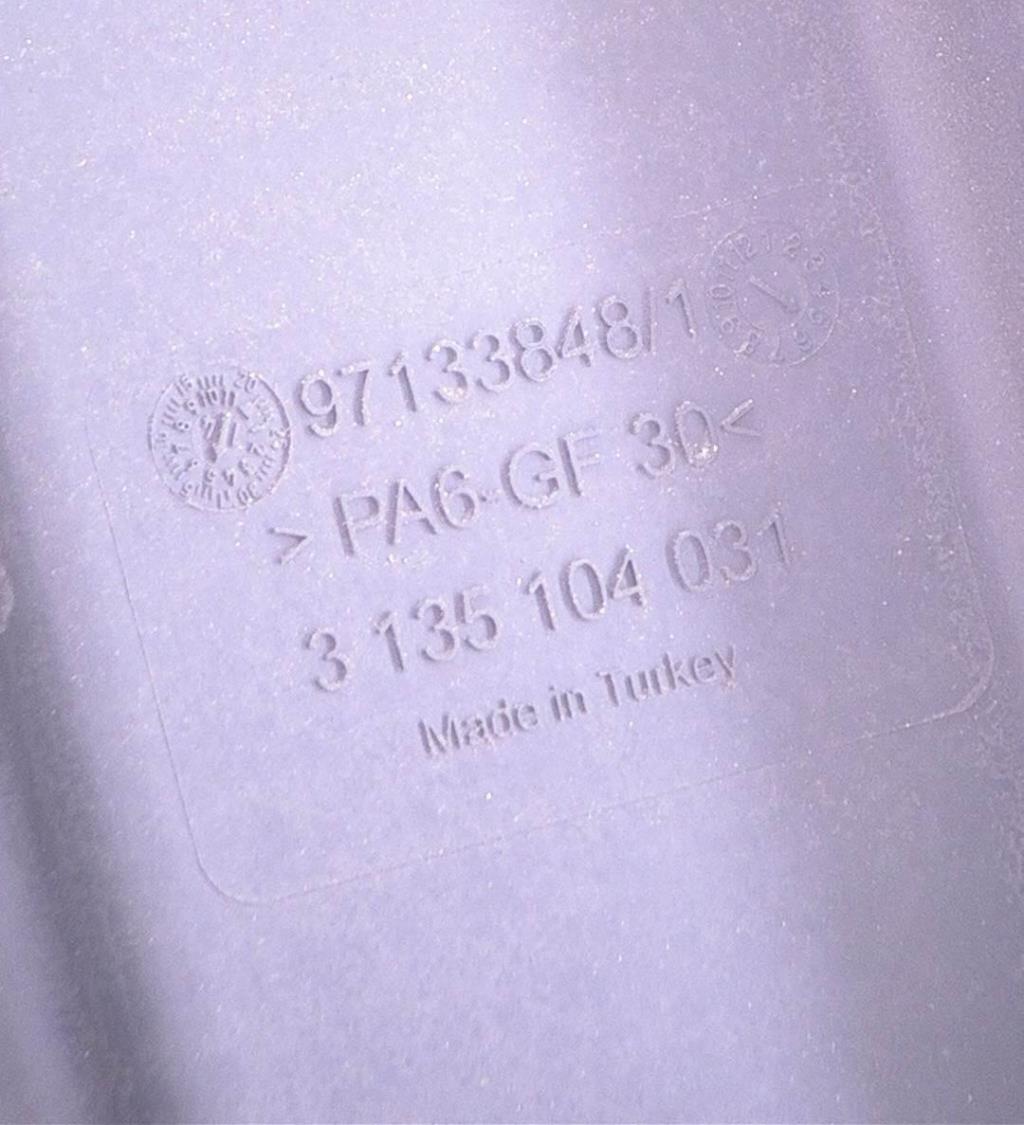 97133848/1
> PA6-GF 30<
3 135 104 031
Made in Turkey